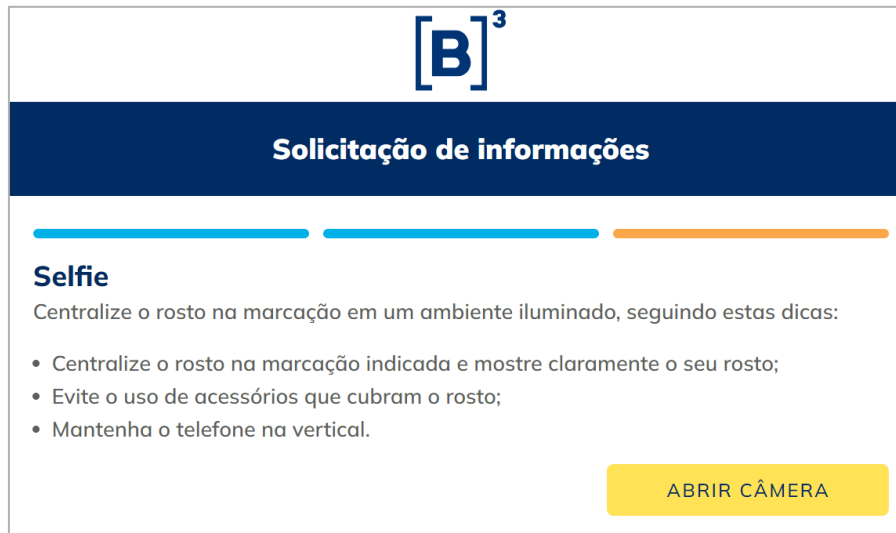 [B]³
Solicitação de informações
Selfie
Centralize o rosto na marcação em um ambiente iluminado, seguindo estas dicas:
• Centralize o rosto na marcação indicada e mostre claramente o seu rosto;
• Evite o uso de acessórios que cubram o rosto;
• Mantenha o telefone na vertical.
ABRIR CÂMERA